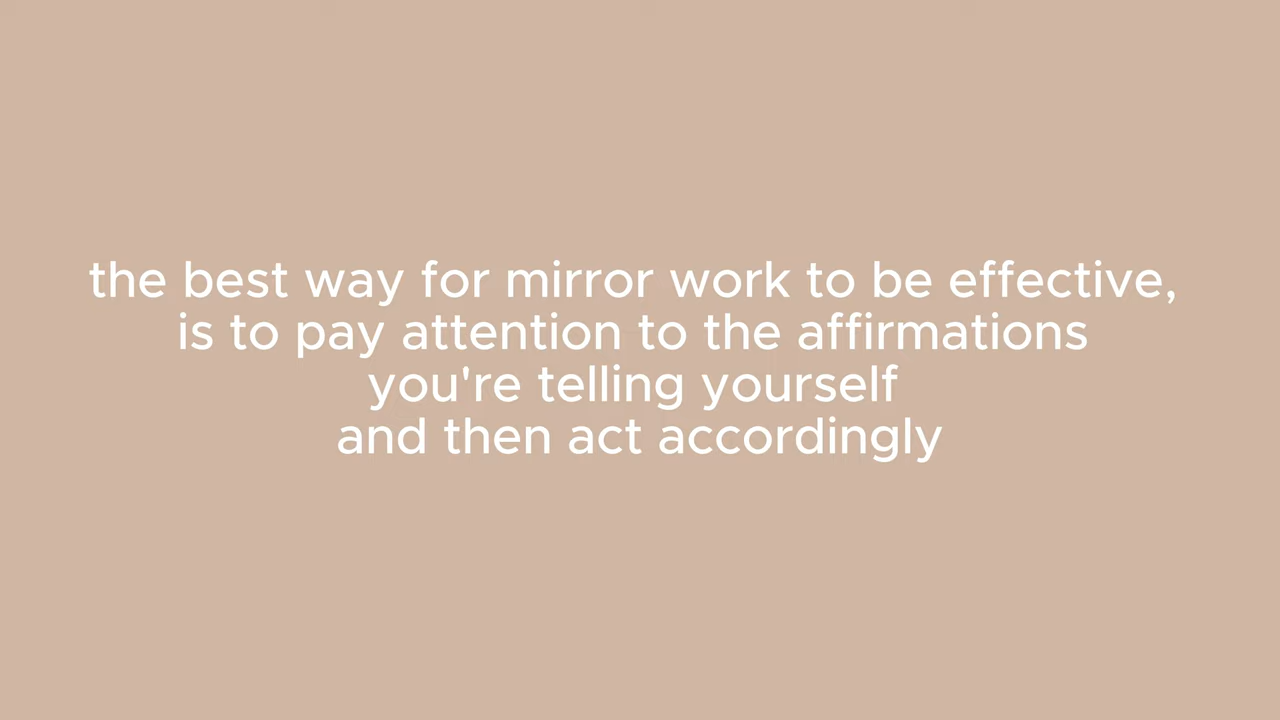 the best way for mirror work to be effective,
is to pay attention to the affirmations
you're telling yourself
and then act accordingly